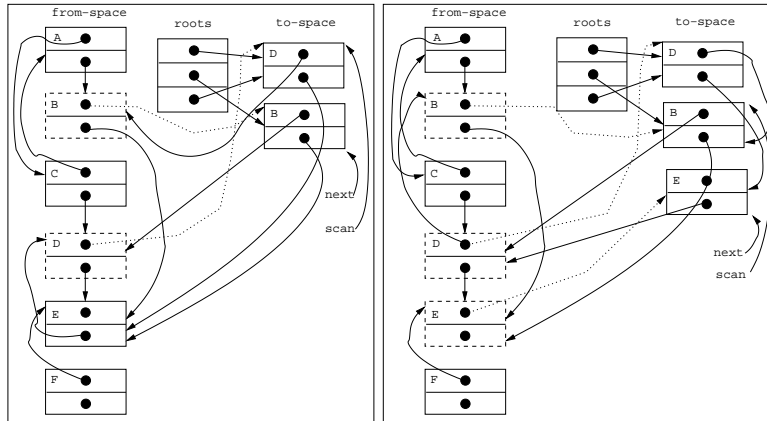 from-space
roots
to-space
A
D
B
B
C
next
scan
D
E
F
from-space
roots
to-space
A
D
B
B
C
E
D
next
scan
E
F